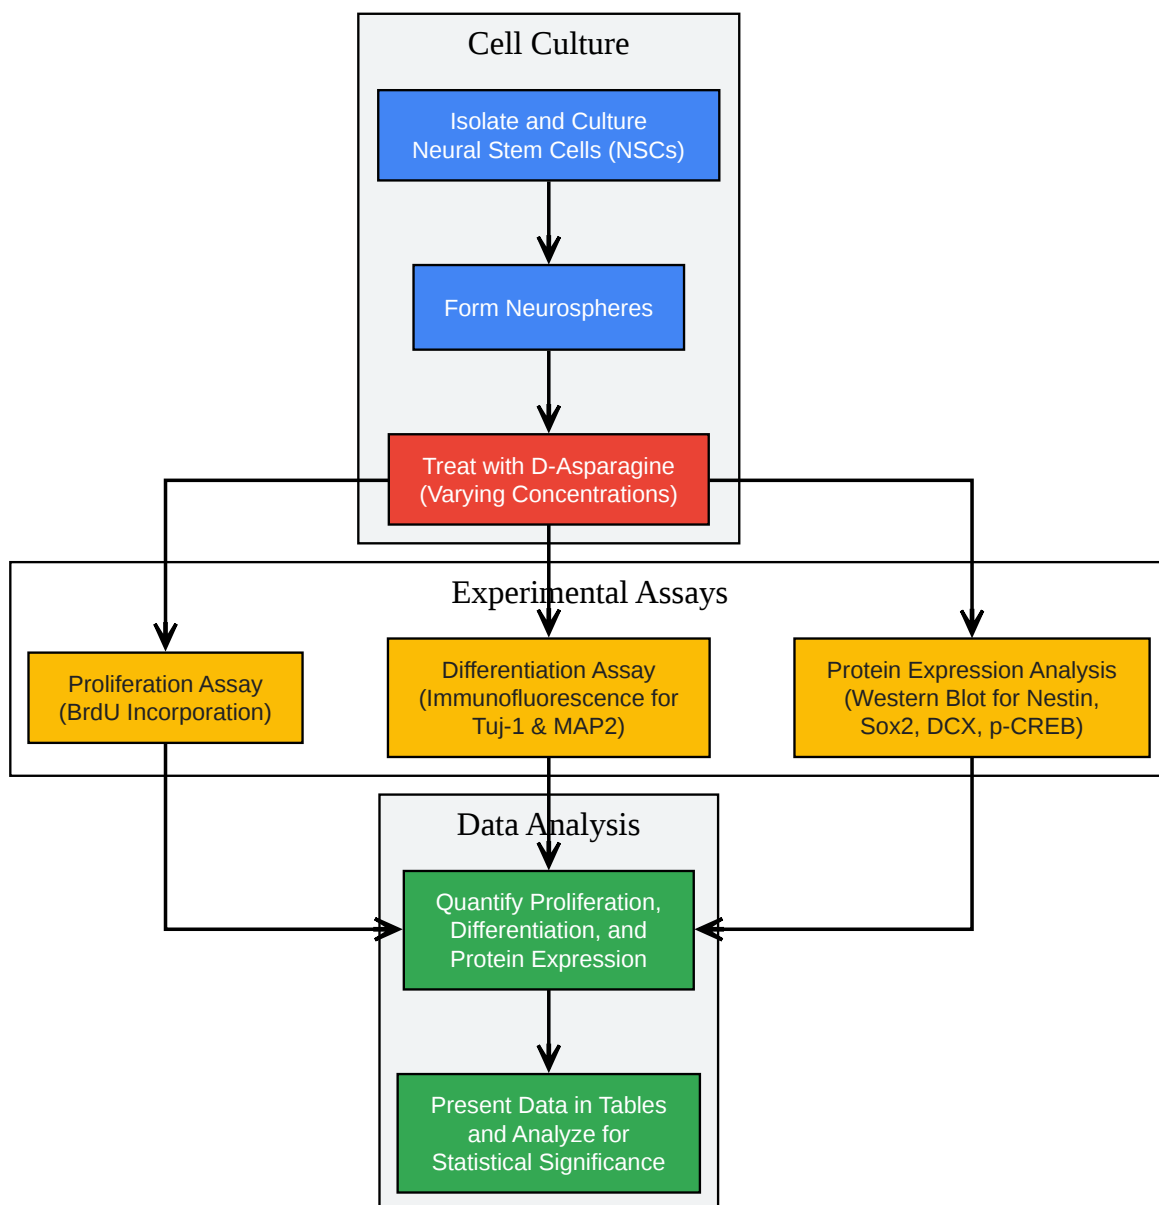 Cell Culture
Isolate and Culture
Neural Stem Cells (NSCs)
Form Neurospheres
Treat with D-Asparagine
(Varying Concentrations)
Experimental Assays
Proliferation Assay
(BrdU Incorporation)
Differentiation Assay
(Immunofluorescence for
Tuj-1 & MAP2)
Protein Expression Analysis
(Western Blot for Nestin,
Sox2, DCX, p-CREB)
Data Analysis
Quantify Proliferation,
Differentiation, and
Protein Expression
Present Data in Tables
and Analyze for
Statistical Significance